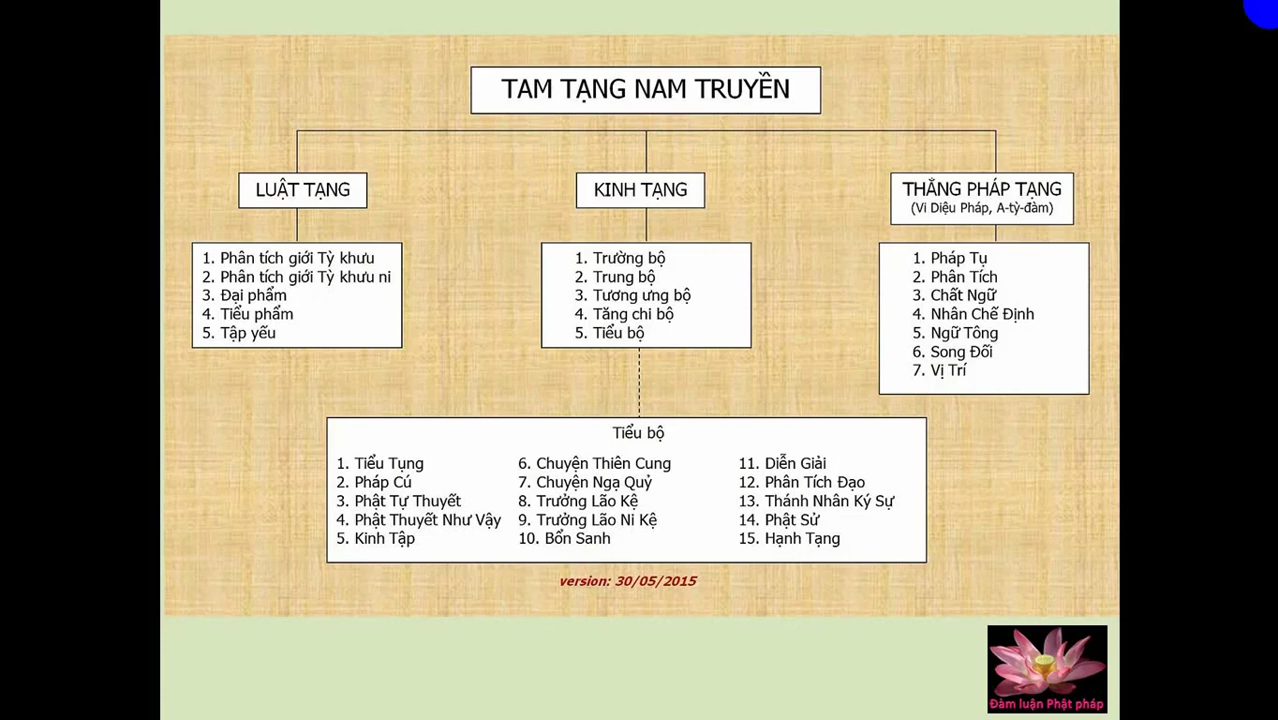 TAM TẠNG NAM TRUYỀN
LUẬT TẠNG
KINH TẠNG
THẮNG PHÁP TẠNG
(Vi Diệu Pháp, A-tỳ-đàm)
1. Phân tích giới Tỳ khưu
2. Phân tích giới Tỳ khưu ni
3. Đại phẩm
4. Tiểu phẩm
5. Tập yếu
1. Trường bộ
2. Trung bộ
3. Tương ưng bộ
4. Tăng chi bộ
5. Tiểu bộ
1. Pháp Tụ
2. Phân Tích
3. Chất Ngữ
4. Nhân Chế Định
5. Ngữ Tông
6. Song Đối
7. Vị Trí
Tiểu bộ
1. Tiểu Tụng
2. Pháp Cú
3. Phật Tự Thuyết
4. Phật Thuyết Như Vậy
5. Kinh Tập
6. Chuyện Thiên Cung
7. Chuyện Ngạ Quỷ
8. Trưởng Lão Kệ
9. Trưởng Lão Ni Kệ
10. Bổn Sanh
11. Diễn Giải
12. Phân Tích Đạo
13. Thánh Nhân Ký Sự
14. Phật Sử
15. Hạnh Tạng
version: 30/05/2015
Đàm luận Phật pháp